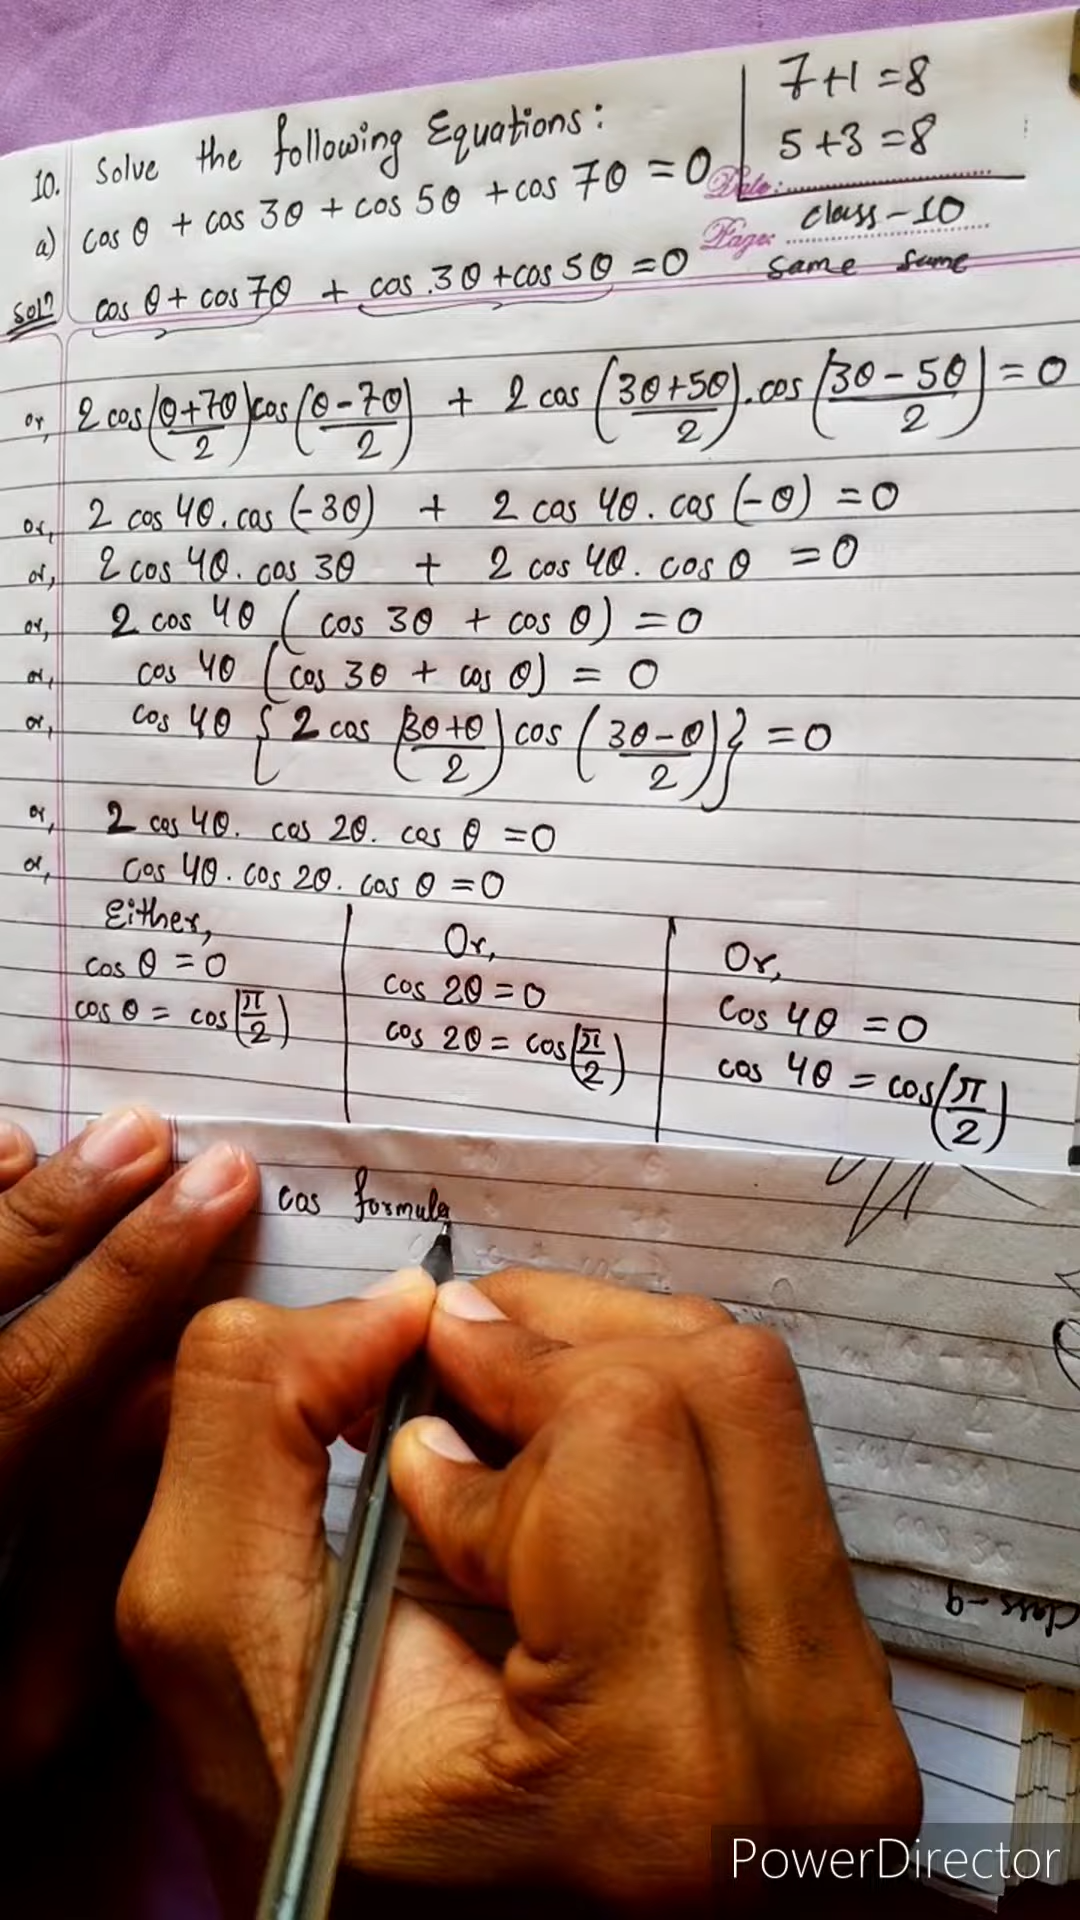 10. Solve the following Equations:
a) cos θ + cos 3θ + cos 5θ + cos 7θ = 0
7+1 = 8
5+3 = 8
Date:
Page:
class-10
same same
Solⁿ cos θ + cos 7θ + cos 3θ + cos 5θ = 0
or, 2 cos (θ+7θ/2) cos (θ-7θ/2) + 2 cos (3θ+5θ/2) . cos (3θ-5θ/2) = 0
or, 2 cos 4θ . cos (-3θ) + 2 cos 4θ . cos (-θ) = 0
or, 2 cos 4θ . cos 3θ + 2 cos 4θ . cos θ = 0
or, 2 cos 4θ (cos 3θ + cos θ) = 0
or, cos 4θ (cos 3θ + cos θ) = 0
or, cos 4θ {2 cos (3θ+θ/2) cos (3θ-θ/2)} = 0
or, 2 cos 4θ . cos 2θ . cos θ = 0
or, cos 4θ . cos 2θ . cos θ = 0
Either,
cos θ = 0
cos θ = cos (π/2)
Or,
cos 2θ = 0
cos 2θ = cos (π/2)
Or,
cos 4θ = 0
cos 4θ = cos (π/2)
cos formula
class-9
PowerDirector